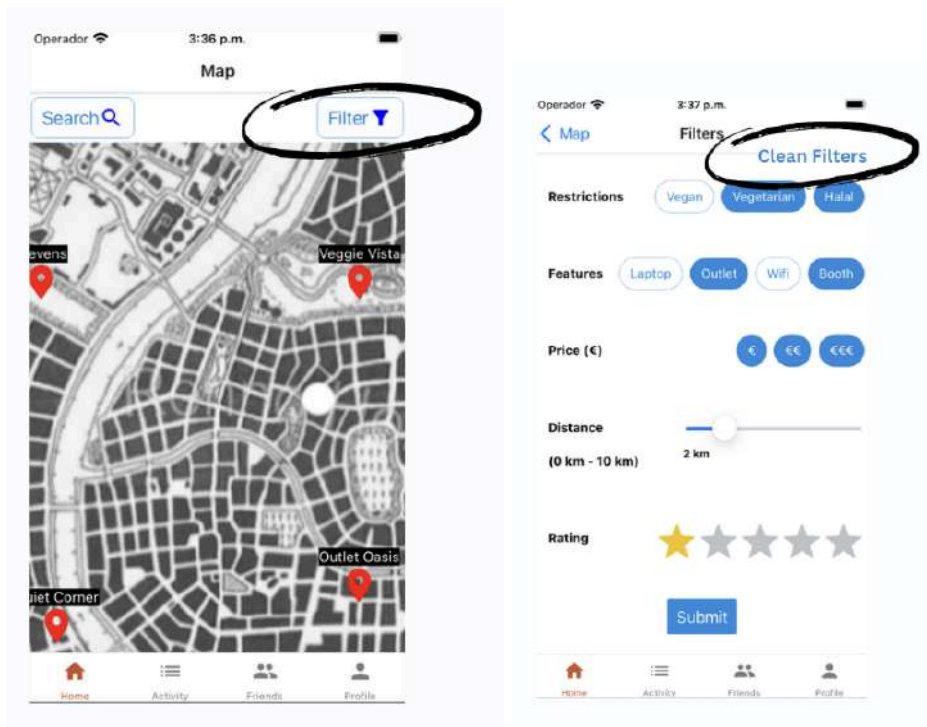 Operador 3:36 p.m.
Map
Search Filter
evens
Veggie Vista
Outlet Oasis
uiet Corner
Home Activity Friends Profile
Operador 3:37 p.m.
Map Filters
Clean Filters
Restrictions Vegan Vegetarian Halal
Features Laptop Outlet Wifi Booth
Price (€) € €€ €€€
Distance
(0 km - 10 km) 2 km
Rating
Submit
Home Activity Friends Profile